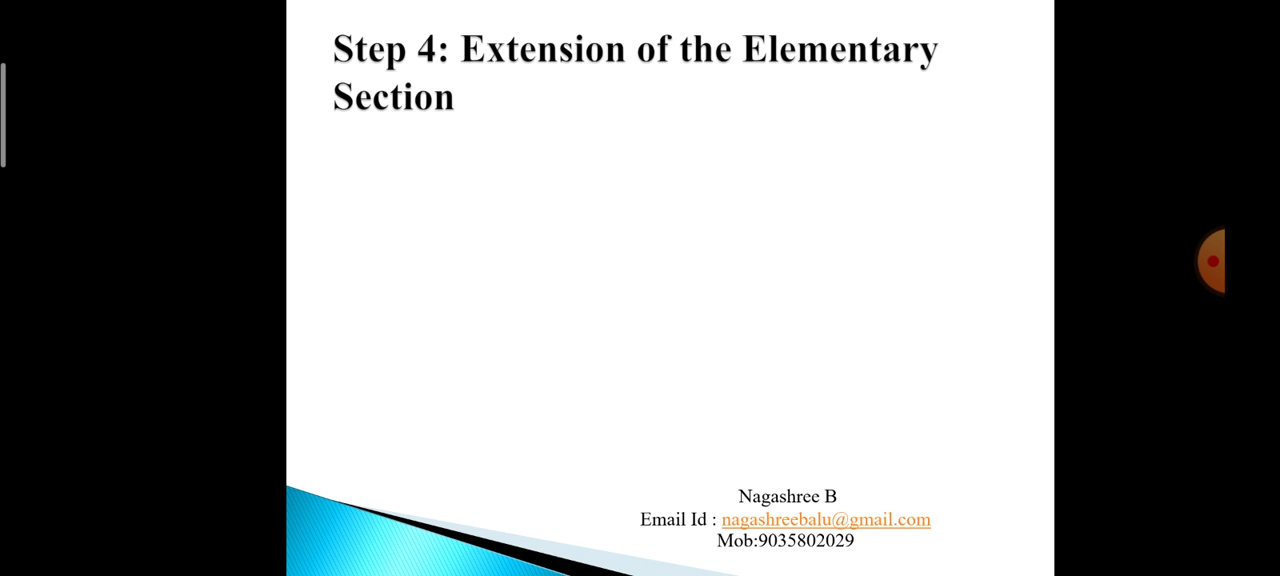 Step 4: Extension of the Elementary
Section
Nagashree B
Email Id : nagashreebalu@gmail.com
Mob:9035802029